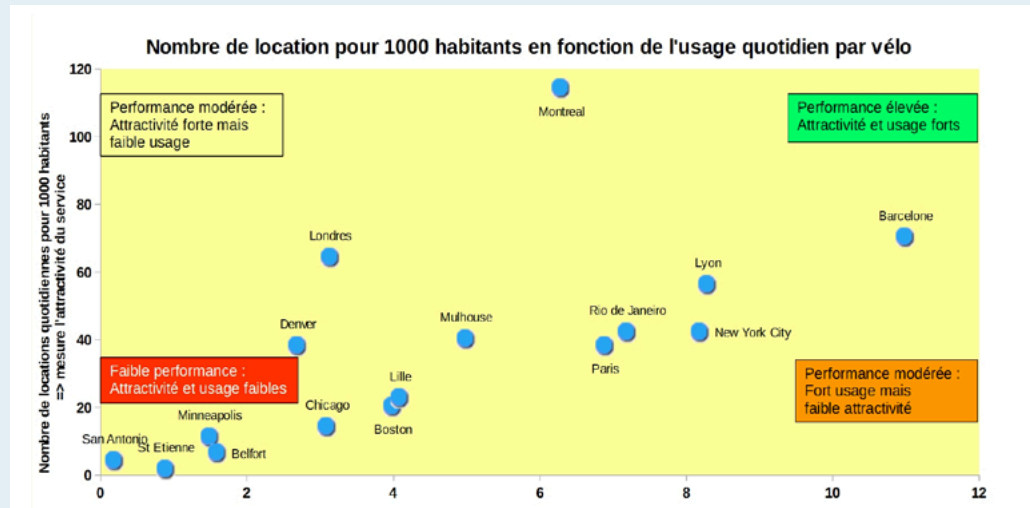 Nombre de location pour 1000 habitants en fonction de l'usage quotidien par vélo
Nombre de locations quotidiennes pour 1000 habitants
=> mesure l'attractivité du service
120
100
80
60
40
20
0
Performance modérée :
Attractivité forte mais
faible usage
Performance élevée :
Attractivité et usage forts
Montreal
Barcelone
Londres
Lyon
Rio de Janeiro
Mulhouse
Denver
New York City
Paris
Faible performance :
Attractivité et usage faibles
Performance modérée :
Fort usage mais
faible attractivité
Lille
Chicago
Boston
Minneapolis
San Antonio
St Etienne
Belfort
0
2
4
6
8
10
12